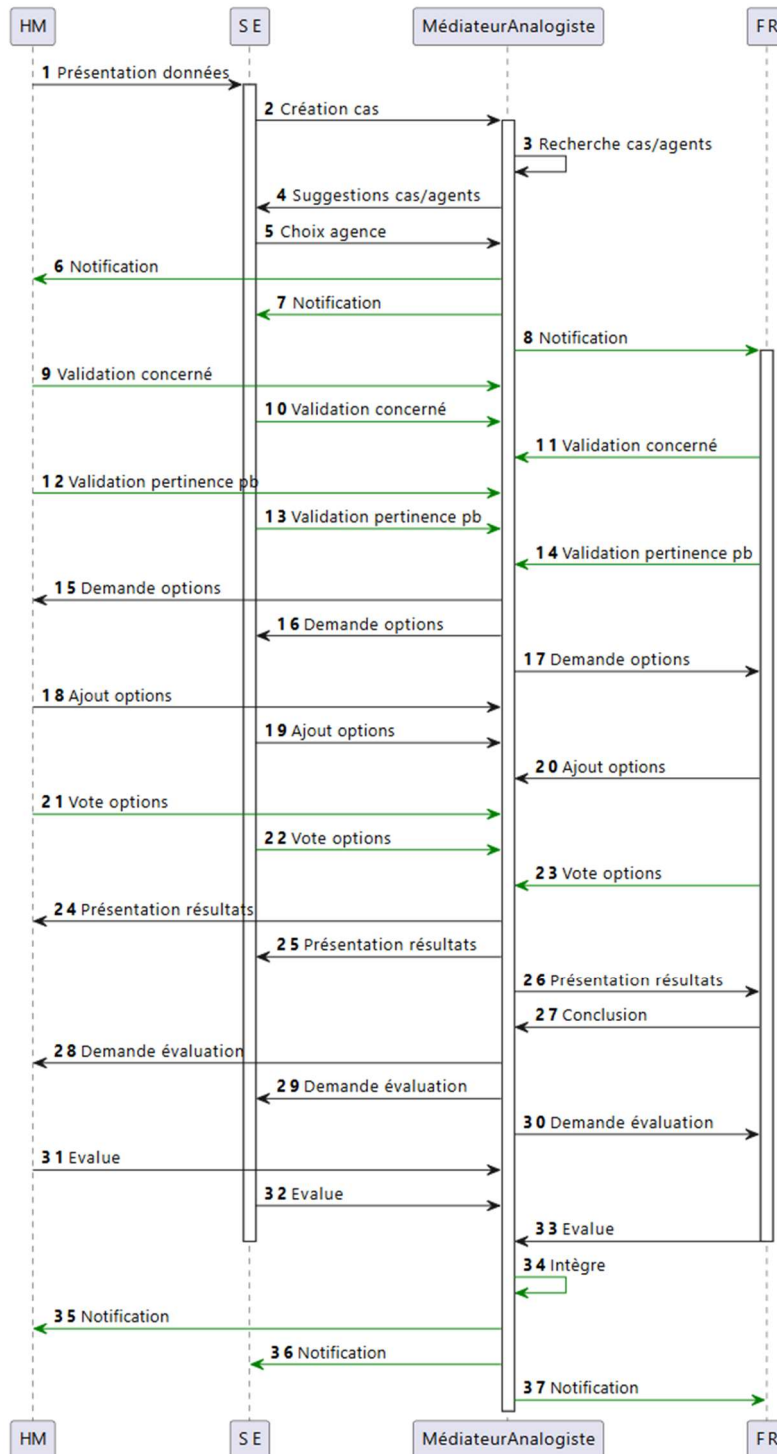 HM
S E
MédiateurAnalogiste
F R
1 Présentation données
2 Création cas
3 Recherche cas/agents
4 Suggestions cas/agents
5 Choix agence
6 Notification
7 Notification
8 Notification
9 Validation concerné
10 Validation concerné
11 Validation concerné
12 Validation pertinence pb
13 Validation pertinence pb
14 Validation pertinence pb
15 Demande options
16 Demande options
17 Demande options
18 Ajout options
19 Ajout options
20 Ajout options
21 Vote options
22 Vote options
23 Vote options
24 Présentation résultats
25 Présentation résultats
26 Présentation résultats
27 Conclusion
28 Demande évaluation
29 Demande évaluation
30 Demande évaluation
31 Evalue
32 Evalue
33 Evalue
34 Intègre
35 Notification
36 Notification
37 Notification
HM
S E
MédiateurAnalogiste
F R